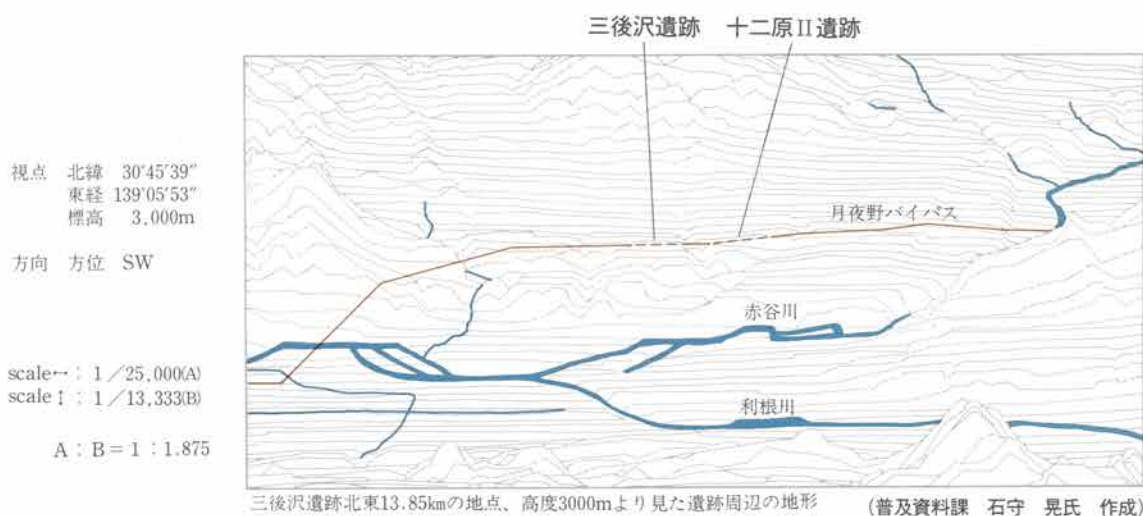 三後沢遺跡 十二原Ⅱ遺跡
視点 北緯 30°45′39″
東経 139°05′53″
標高 3,000m
方向 方位 SW
月夜野バイパス
赤谷川
利根川
scale↔：1／25,000(A)
scale↕：1／13,333(B)
A：B＝1：1.875
三後沢遺跡北東13.85kmの地点、高度3000mより見た遺跡周辺の地形 (普及資料課 石守 晃氏 作成)